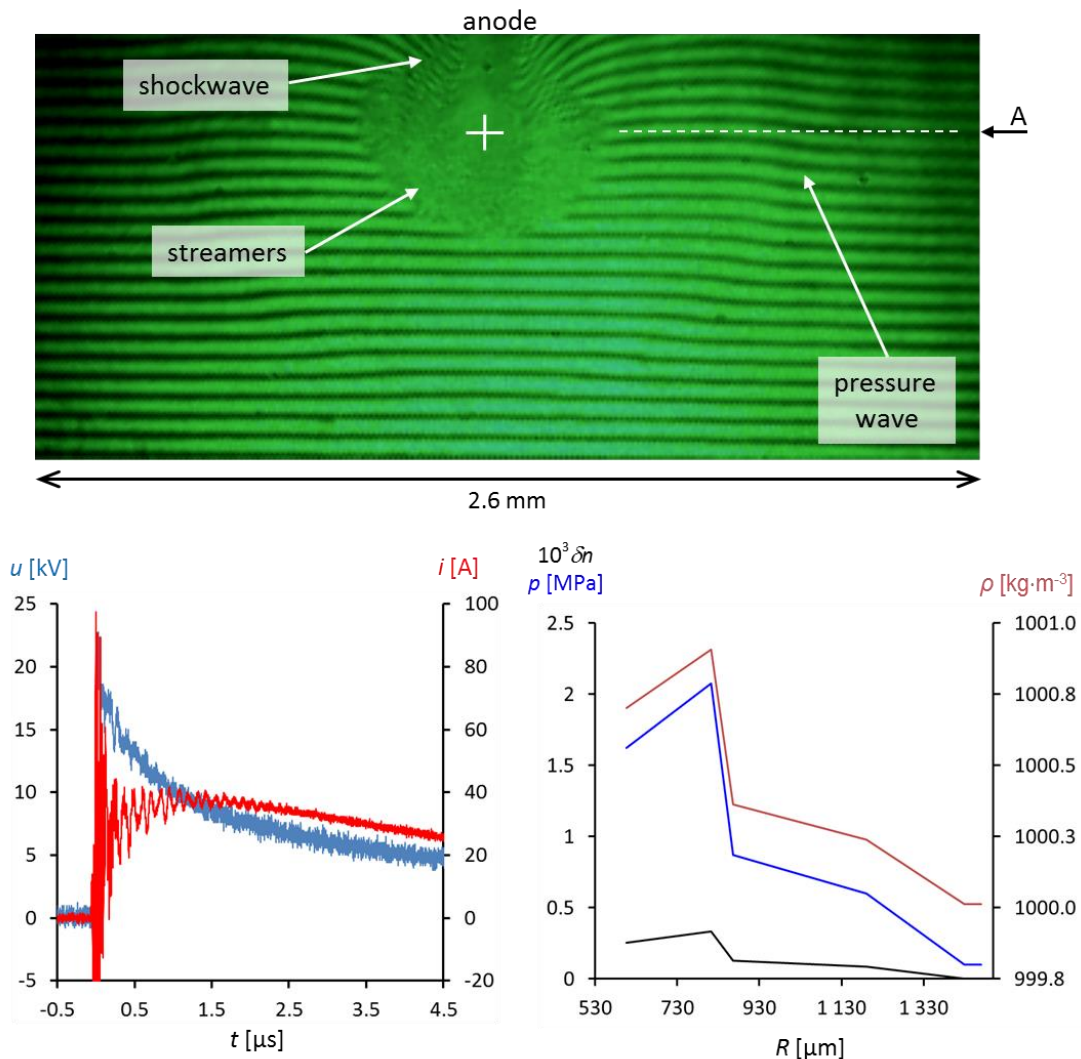 anode
shockwave
A
streamers
pressure
wave
2.6 mm
u [kV]
i [A]
25
20
15
10
5
0
-5
100
80
60
40
20
0
-20
-0.5
0.5
1.5
2.5
3.5
4.5
t [µs]
10³ δn
p [MPa]
ρ [kg·m⁻³]
2.5
2
1.5
1
0.5
0
1001.0
1000.8
1000.5
1000.3
1000.0
999.8
530
730
930
1 130
1 330
R [µm]